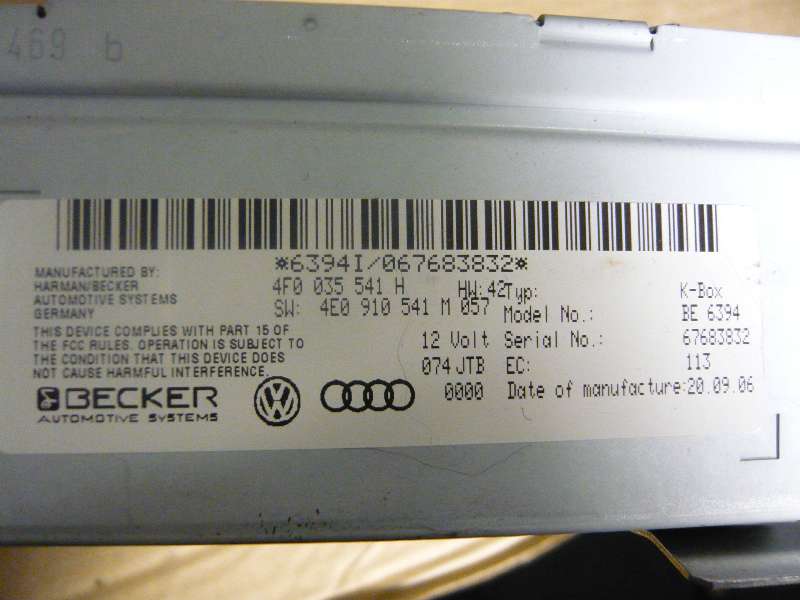 469 b
*6394I/067683832*
MANUFACTURED BY:
HARMAN/BECKER
AUTOMOTIVE SYSTEMS
GERMANY
THIS DEVICE COMPLIES WITH PART 15 OF
THE FCC RULES. OPERATION IS SUBJECT TO
THE CONDITION THAT THIS DEVICE DOES
NOT CAUSE HARMFUL INTERFERENCE.
BECKER
AUTOMOTIVE SYSTEMS
4F0 035 541 H HW:42
SW: 4E0 910 541 M 057
12 Volt
074 JTB
0000
Typ: K-Box
Model No.: BE 6394
Serial No.: 67683832
EC: 113
Date of manufacture:20.09.06